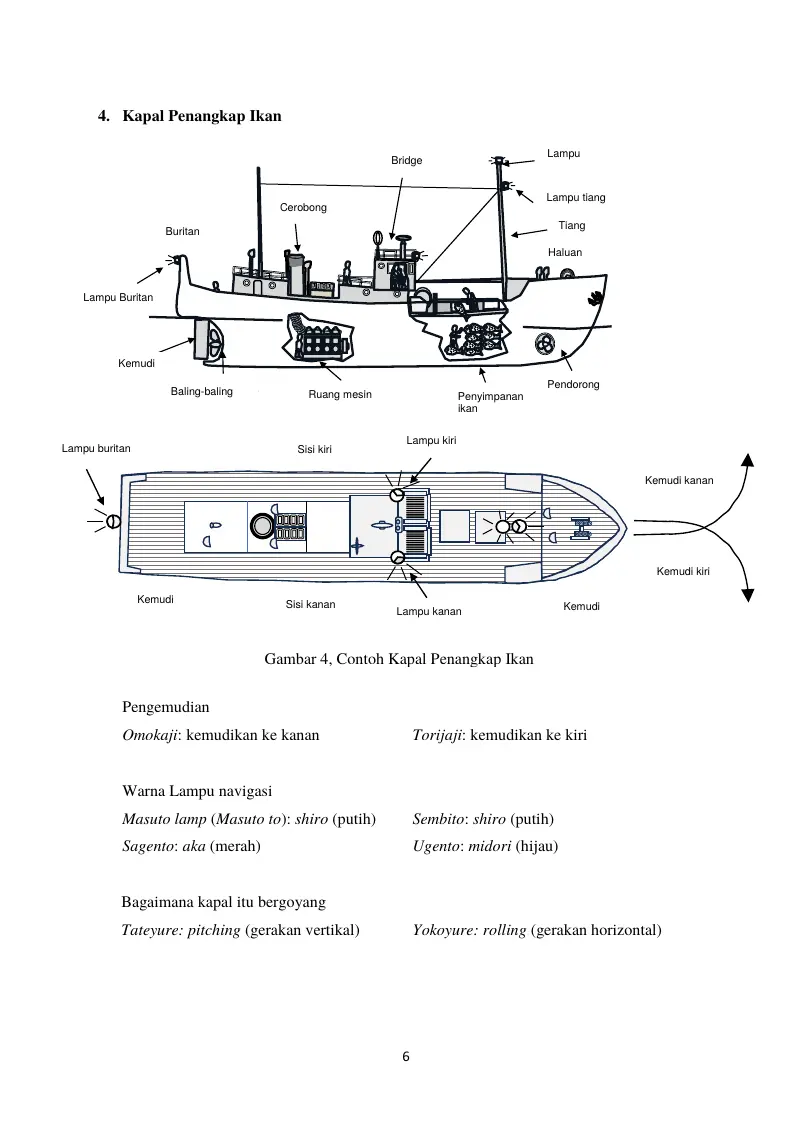 4. Kapal Penangkap Ikan
Lampu
Bridge
Lampu tiang
Cerobong
Tiang
Buritan
Haluan
Lampu Buritan
Kemudi
Baling-baling
Ruang mesin
Penyimpanan
ikan
Pendorong
Lampu buritan
Sisi kiri
Lampu kiri
Kemudi kanan
Kemudi kiri
Kemudi
Sisi kanan
Lampu kanan
Kemudi
Gambar 4, Contoh Kapal Penangkap Ikan
Pengemudian
Omokaji: kemudikan ke kanan Torijaji: kemudikan ke kiri
Warna Lampu navigasi
Masuto lamp (Masuto to): shiro (putih) Sembito: shiro (putih)
Sagento: aka (merah) Ugento: midori (hijau)
Bagaimana kapal itu bergoyang
Tateyure: pitching (gerakan vertikal) Yokoyure: rolling (gerakan horizontal)
6